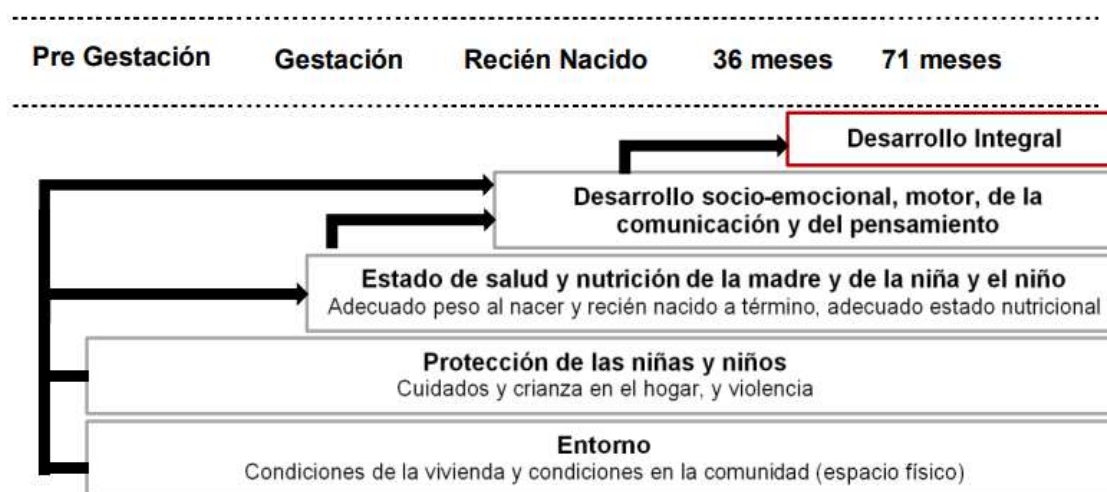 Pre Gestación Gestación Recién Nacido 36 meses 71 meses
Desarrollo Integral
Desarrollo socio-emocional, motor, de la
comunicación y del pensamiento
Estado de salud y nutrición de la madre y de la niña y el niño
Adecuado peso al nacer y recién nacido a término, adecuado estado nutricional
Protección de las niñas y niños
Cuidados y crianza en el hogar, y violencia
Entorno
Condiciones de la vivienda y condiciones en la comunidad (espacio físico)